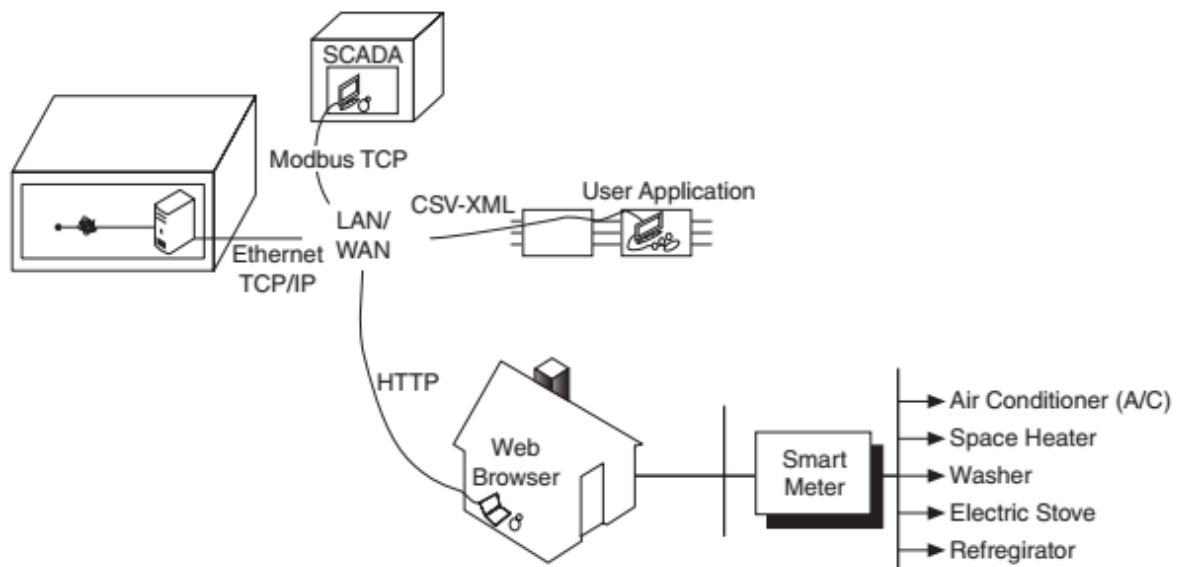 SCADA
Modbus TCP
CSV-XML
User Application
LAN/
WAN
Ethernet
TCP/IP
HTTP
Web
Browser
Smart
Meter
Air Conditioner (A/C)
Space Heater
Washer
Electric Stove
Refregirator